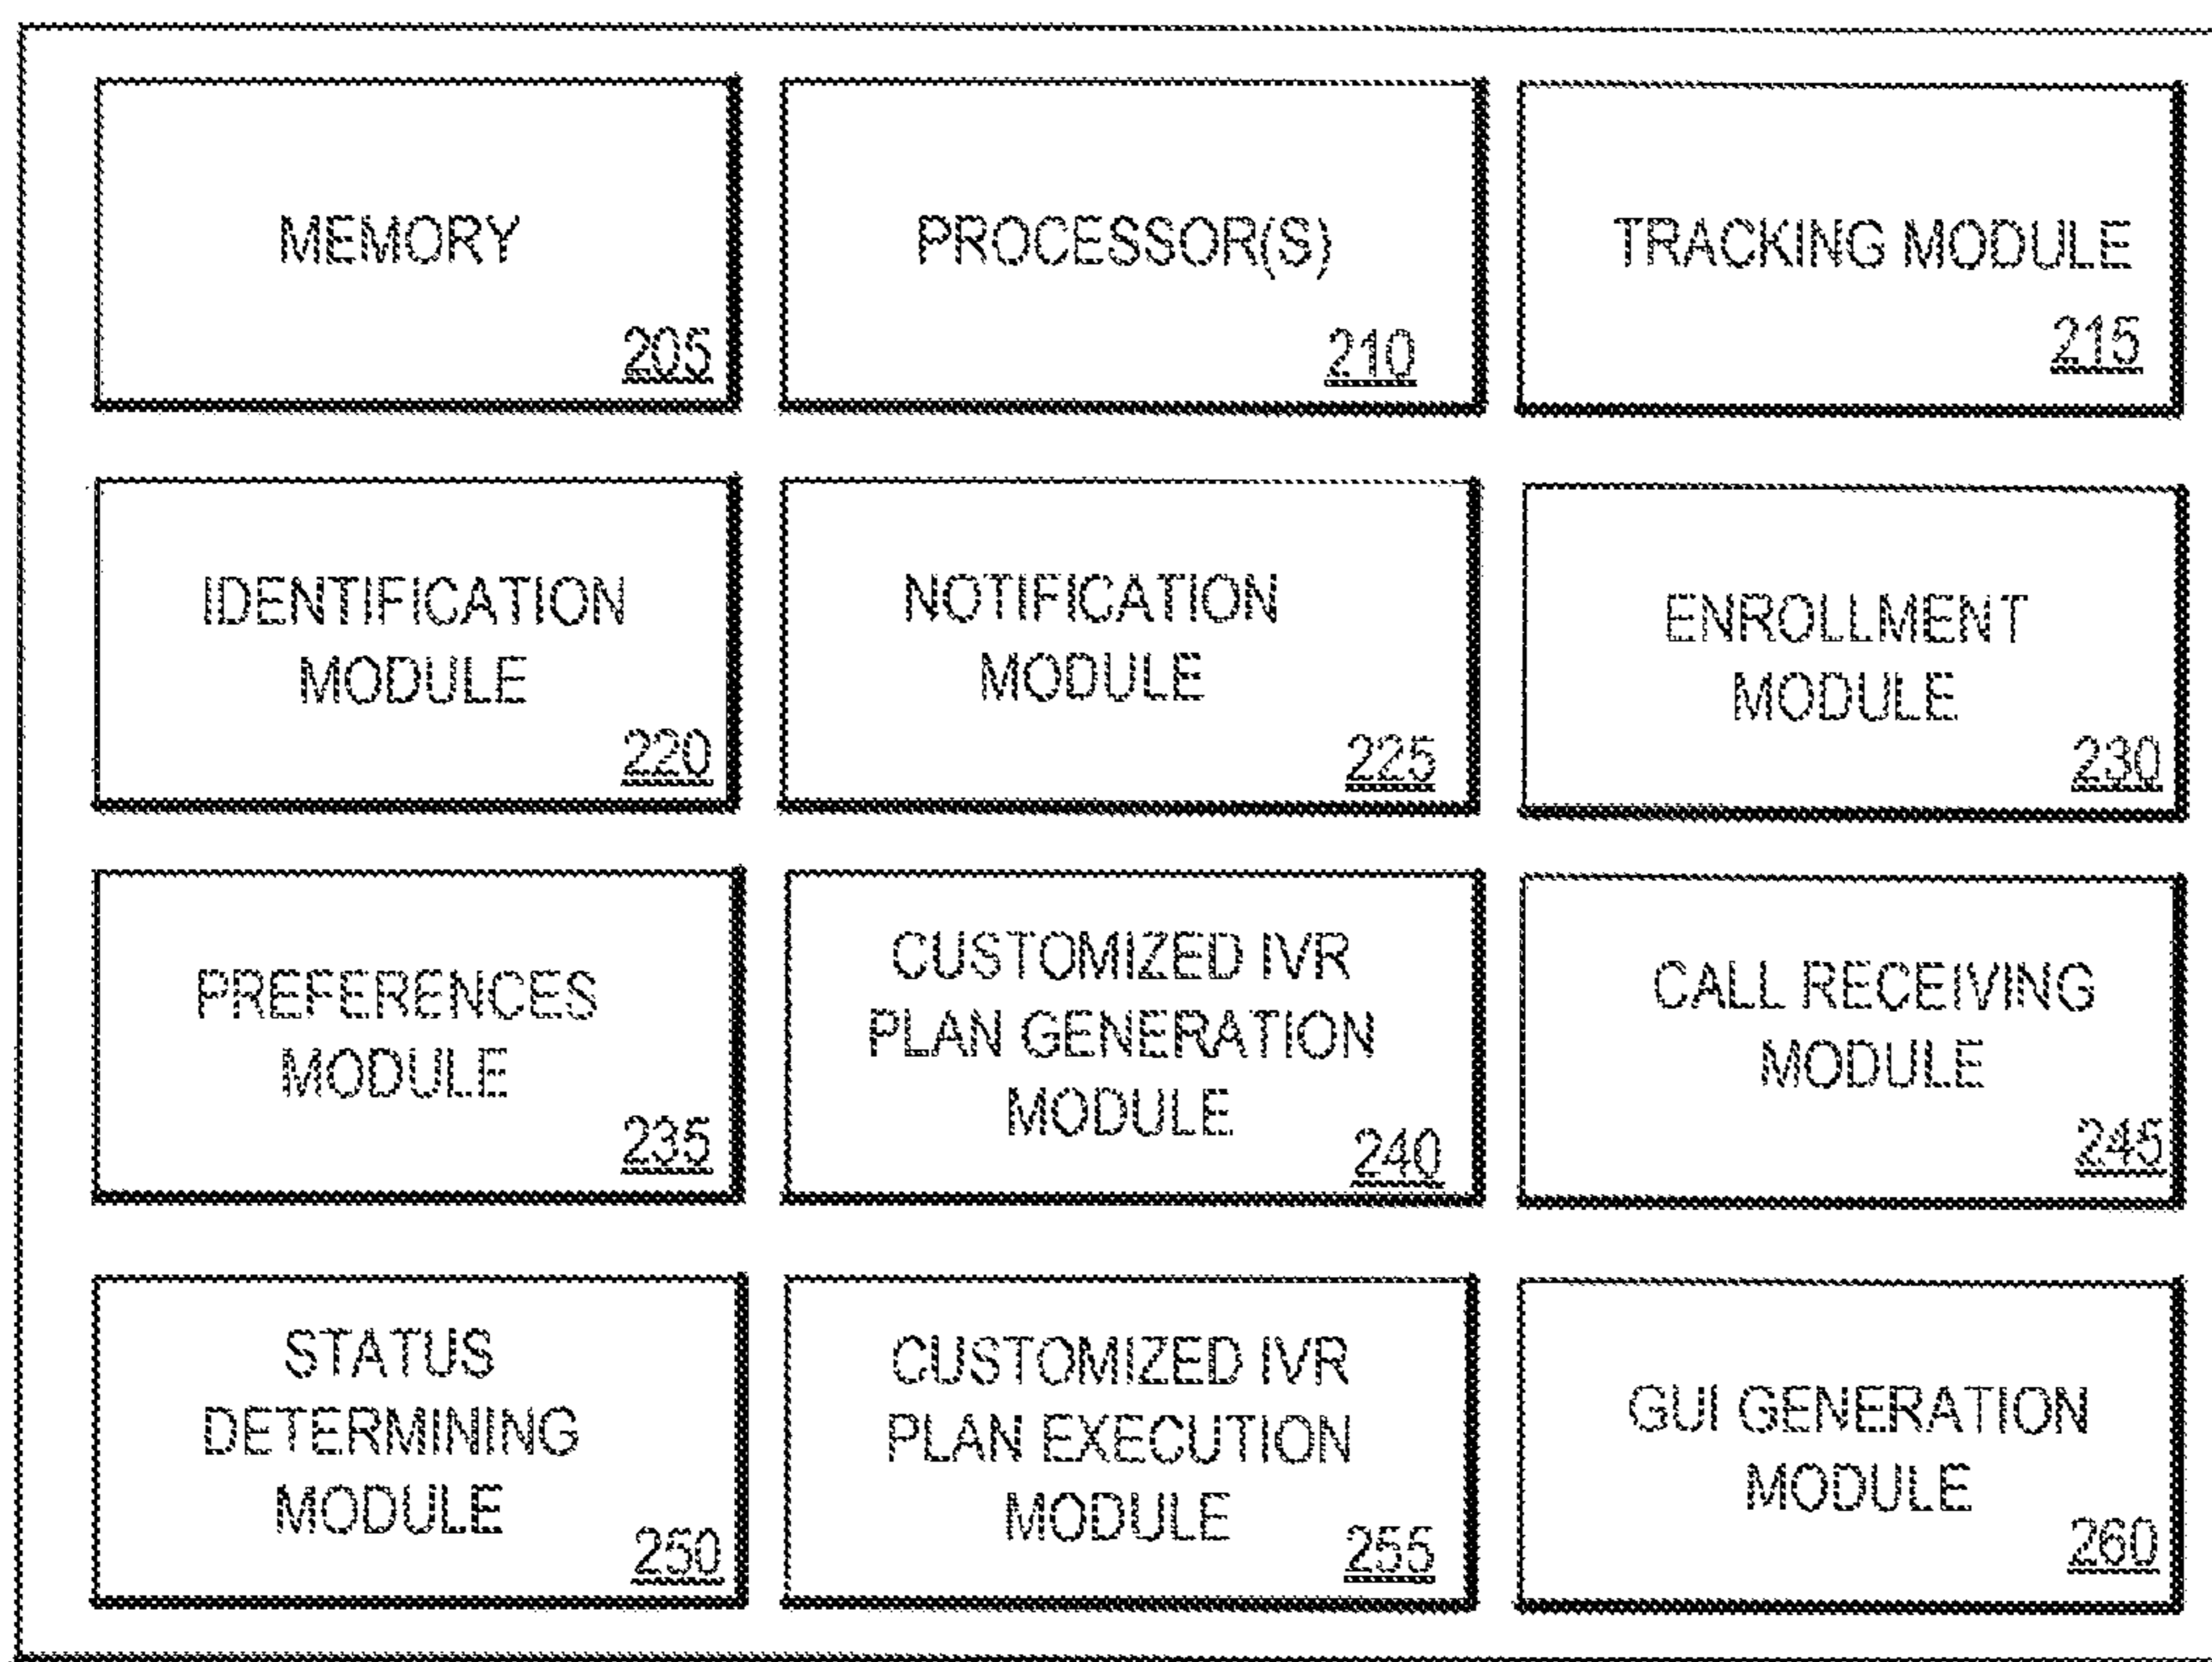 MEMORY
205
PROCESSOR(S)
210
TRACKING MODULE
215
IDENTIFICATION
MODULE
220
NOTIFICATION
MODULE
225
ENROLLMENT
MODULE
230
PREFERENCES
MODULE
235
CUSTOMIZED IVR
PLAN GENERATION
MODULE
240
CALL RECEIVING
MODULE
245
STATUS
DETERMINING
MODULE
250
CUSTOMIZED IVR
PLAN EXECUTION
MODULE
255
GUI GENERATION
MODULE
260